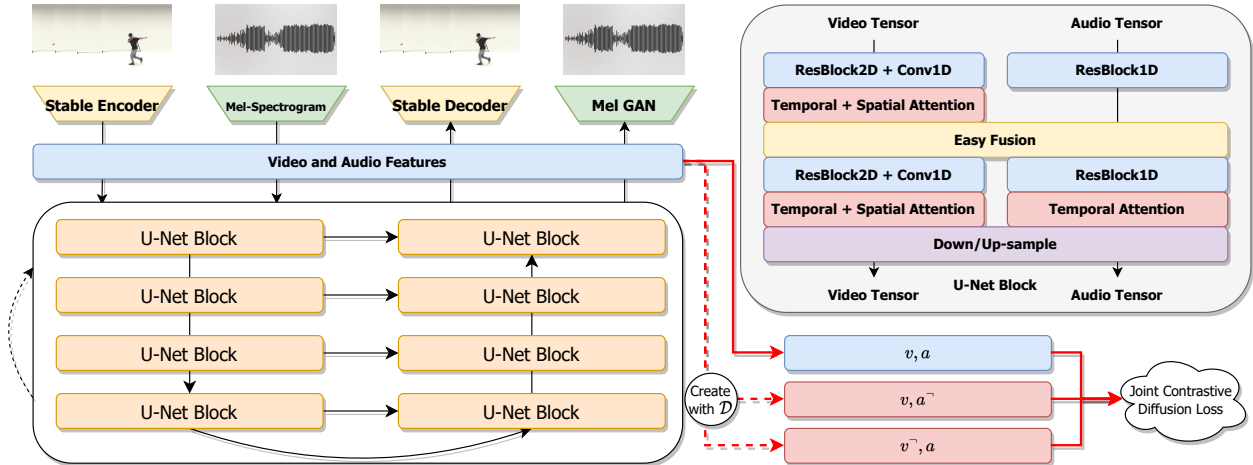 Stable Encoder
Mel-Spectrogram
Stable Decoder
Mel GAN
Video and Audio Features
U-Net Block
U-Net Block
U-Net Block
U-Net Block
U-Net Block
U-Net Block
U-Net Block
U-Net Block
Video Tensor
Audio Tensor
ResBlock2D + Conv1D
ResBlock1D
Temporal + Spatial Attention
Easy Fusion
ResBlock2D + Conv1D
ResBlock1D
Temporal + Spatial Attention
Temporal Attention
Down/Up-sample
Video Tensor
U-Net Block
Audio Tensor
Create
with 𝒟
v, a
v, a¬
v¬, a
Joint Contrastive
Diffusion Loss